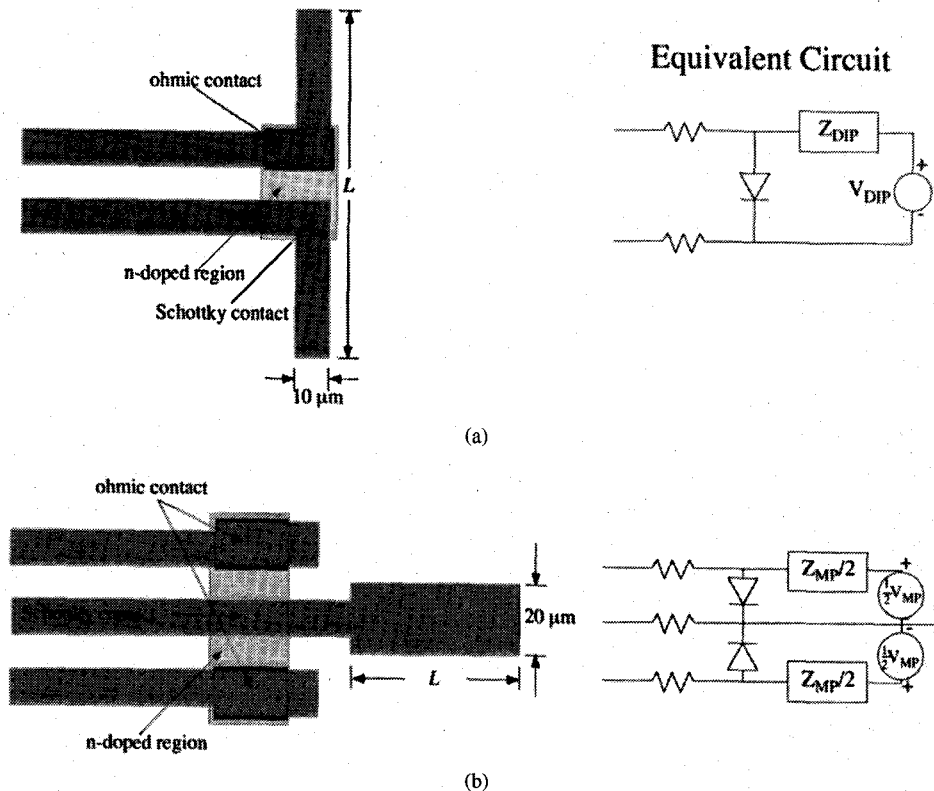 Equivalent Circuit
ohmic contact
L
n-doped region
Schottky contact
10 µm
Z_DIP
V_DIP
+
-
(a)
ohmic contact
20 µm
L
n-doped region
Z_MP/2
+
½V_MP
-
½V_MP
Z_MP/2
+
(b)